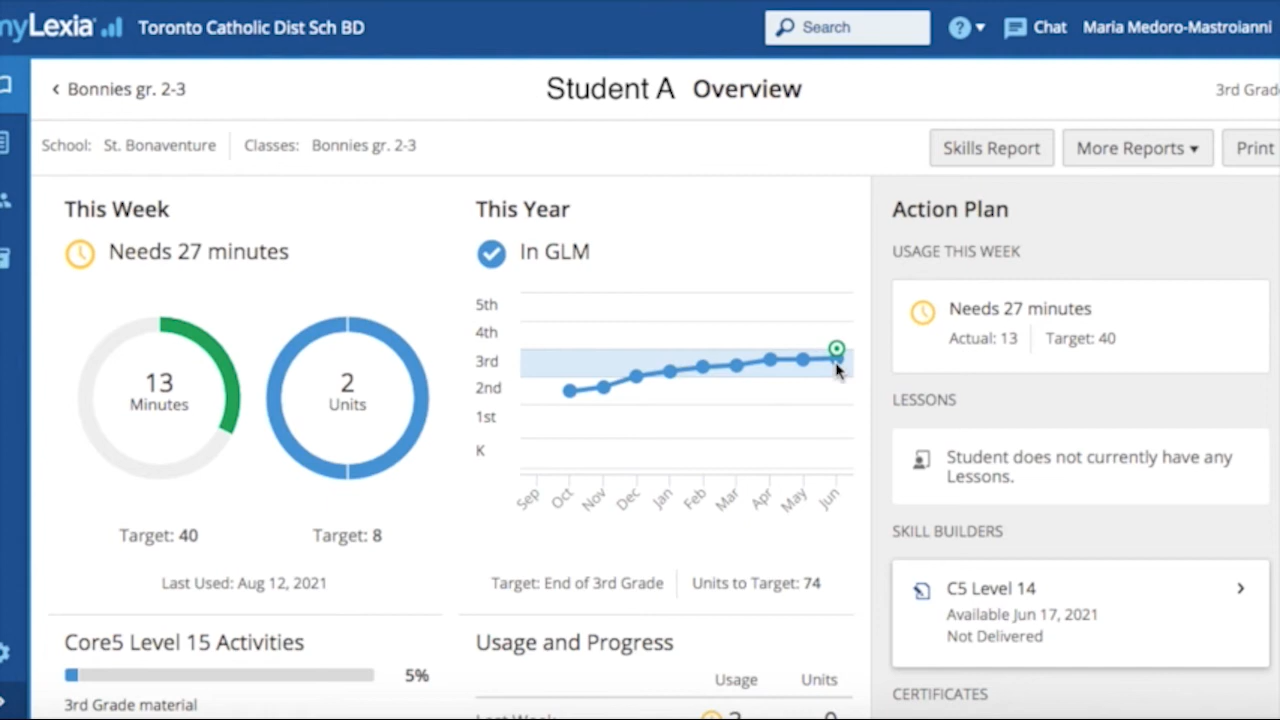 myLexia Toronto Catholic Dist Sch BD Search ? Chat Maria Medoro-Mastroianni
Bonnies gr. 2-3 Student A Overview 3rd Grade
School: St. Bonaventure Classes: Bonnies gr. 2-3 Skills Report More Reports Print
This Week
Needs 27 minutes
13
Minutes
2
Units
Target: 40 Target: 8
Last Used: Aug 12, 2021
Core5 Level 15 Activities
5%
3rd Grade material
This Year
In GLM
5th
4th
3rd
2nd
1st
K
Sep Oct Nov Dec Jan Feb Mar Apr May Jun
Target: End of 3rd Grade Units to Target: 74
Usage and Progress
Usage Units
Last Week
Action Plan
USAGE THIS WEEK
Needs 27 minutes
Actual: 13 Target: 40
LESSONS
Student does not currently have any
Lessons.
SKILL BUILDERS
C5 Level 14
Available Jun 17, 2021
Not Delivered
CERTIFICATES